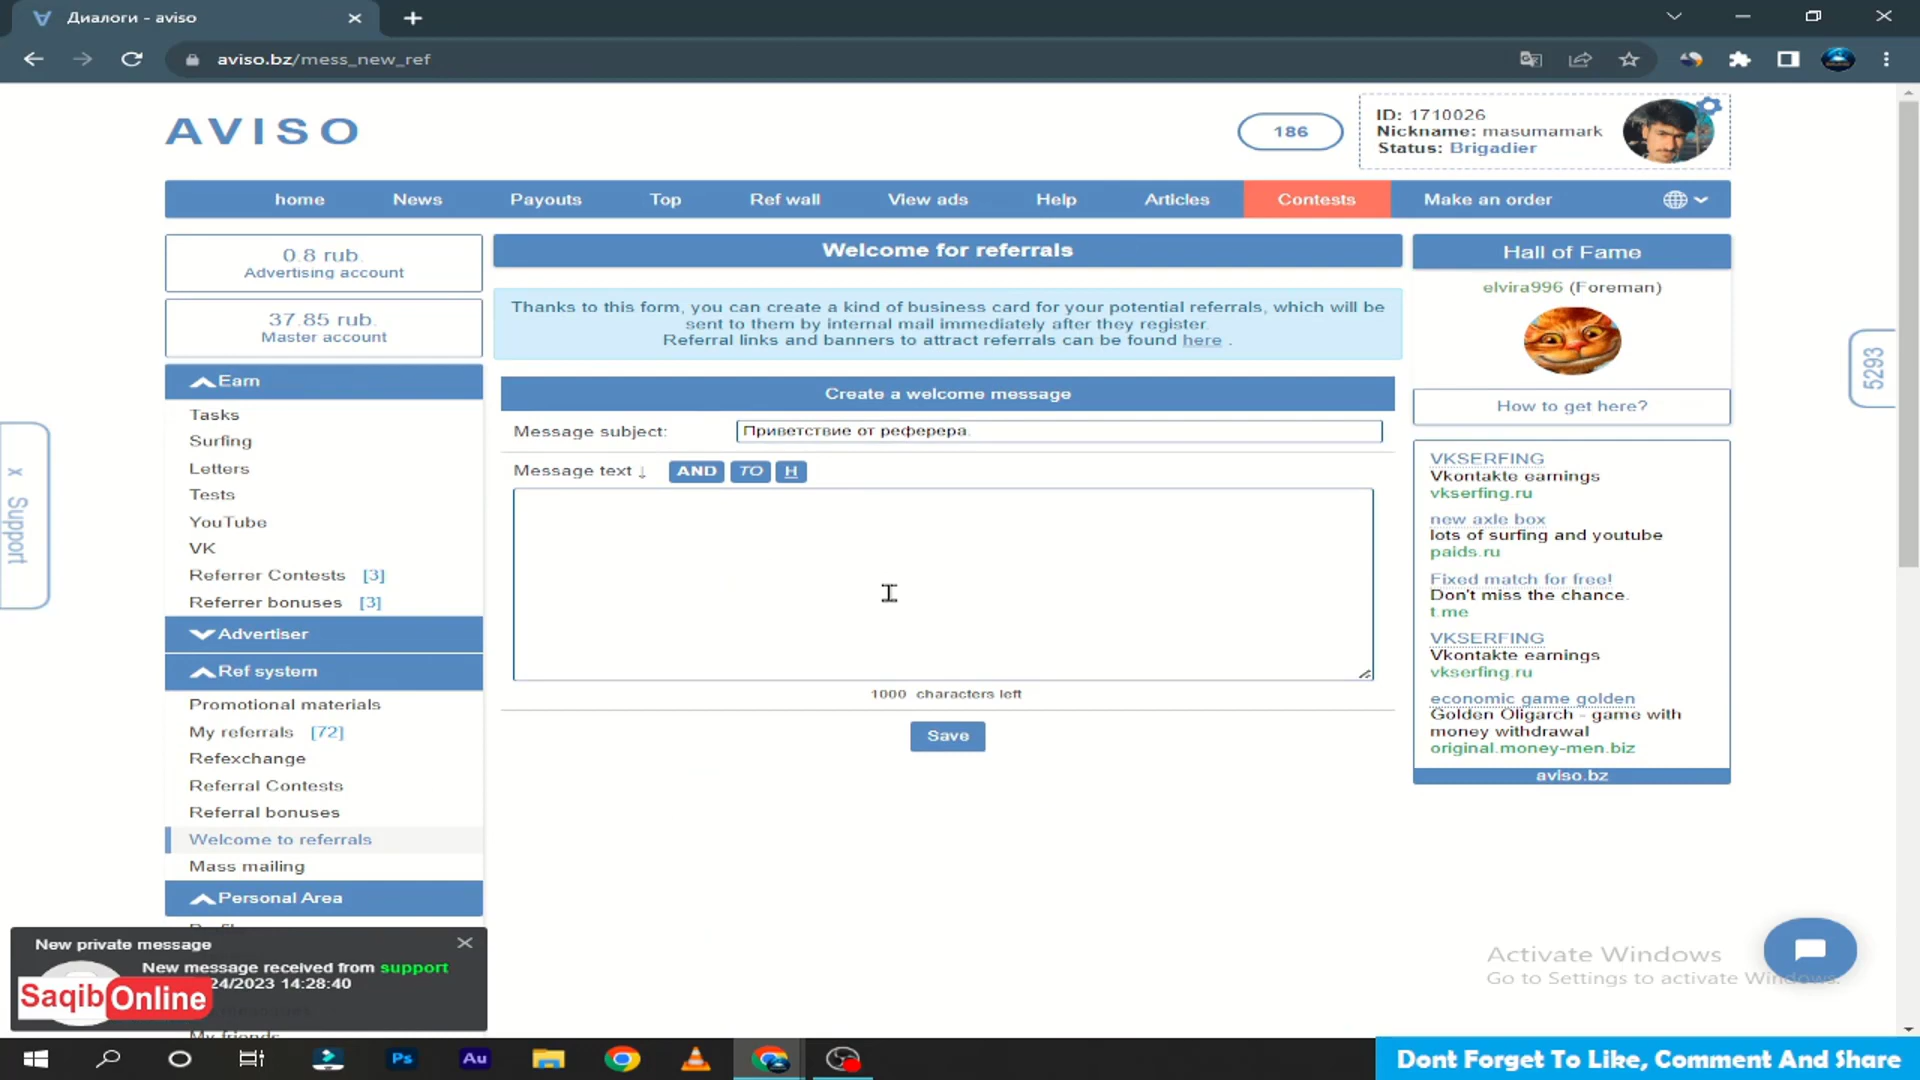 Диалоги - aviso
aviso.bz/mess_new_ref
AVISO
186
ID: 1710026
Nickname: masumamark
Status: Brigadier
home News Payouts Top Ref wall View ads Help Articles Contests Make an order
0.8 rub.
Advertising account
37.85 rub.
Master account
Earn
Tasks
Surfing
Letters
Tests
YouTube
VK
Referrer Contests [3]
Referrer bonuses [3]
Advertiser
Ref system
Promotional materials
My referrals [72]
Refexchange
Referral Contests
Referral bonuses
Welcome to referrals
Mass mailing
Personal Area
Welcome for referrals
Thanks to this form, you can create a kind of business card for your potential referrals, which will be
sent to them by internal mail immediately after they register.
Referral links and banners to attract referrals can be found here .
Create a welcome message
Message subject: Приветствие от реферера.
Message text ↓ AND TO H
1000 characters left
Save
Hall of Fame
elvira996 (Foreman)
How to get here?
VKSERFING
Vkontakte earnings
vkserfing.ru
new axle box
lots of surfing and youtube
paids.ru
Fixed match for free!
Don't miss the chance.
t.me
VKSERFING
Vkontakte earnings
vkserfing.ru
economic game golden
Golden Oligarch - game with
money withdrawal
original.money-men.biz
aviso.bz
5293
x Support
New private message
New message received from support
24/2023 14:28:40
Saqib Online
My friends
Activate Windows
Go to Settings to activate Windows.
Ps
Au
Dont Forget To Like, Comment And Share